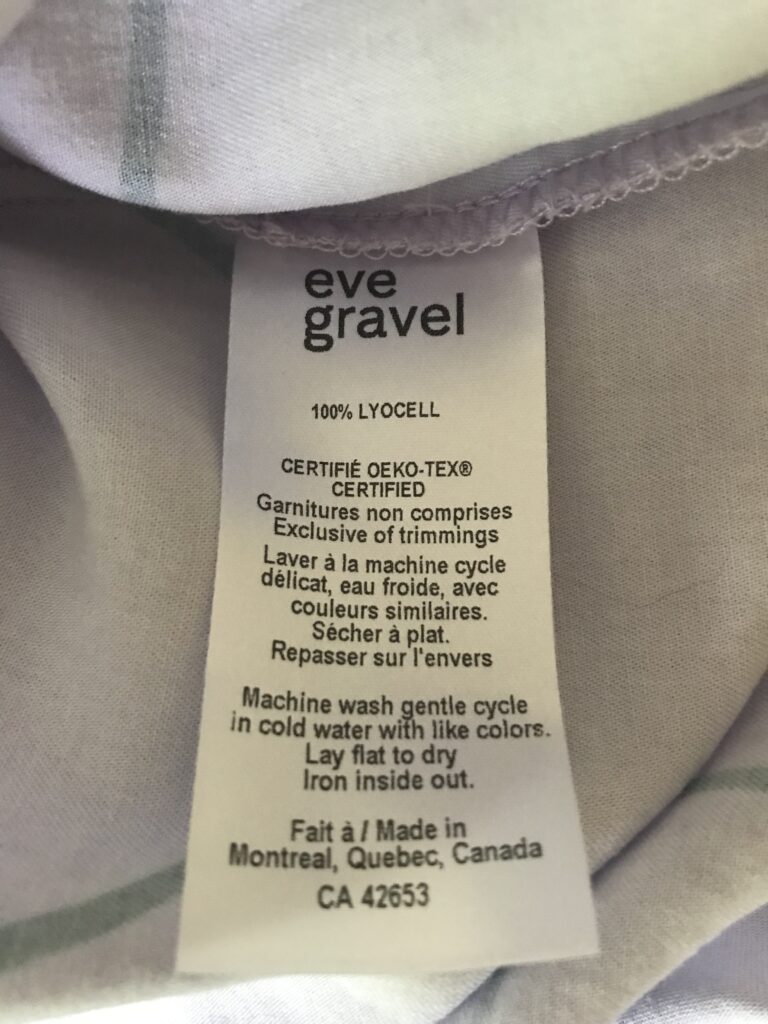 eve
gravel
100% LYOCELL
CERTIFIÉ OEKO-TEX®
CERTIFIED
Garnitures non comprises
Exclusive of trimmings
Laver à la machine cycle
délicat, eau froide, avec
couleurs similaires.
Sécher à plat.
Repasser sur l'envers
Machine wash gentle cycle
in cold water with like colors.
Lay flat to dry
Iron inside out.
Fait à / Made in
Montreal, Quebec, Canada
CA 42653